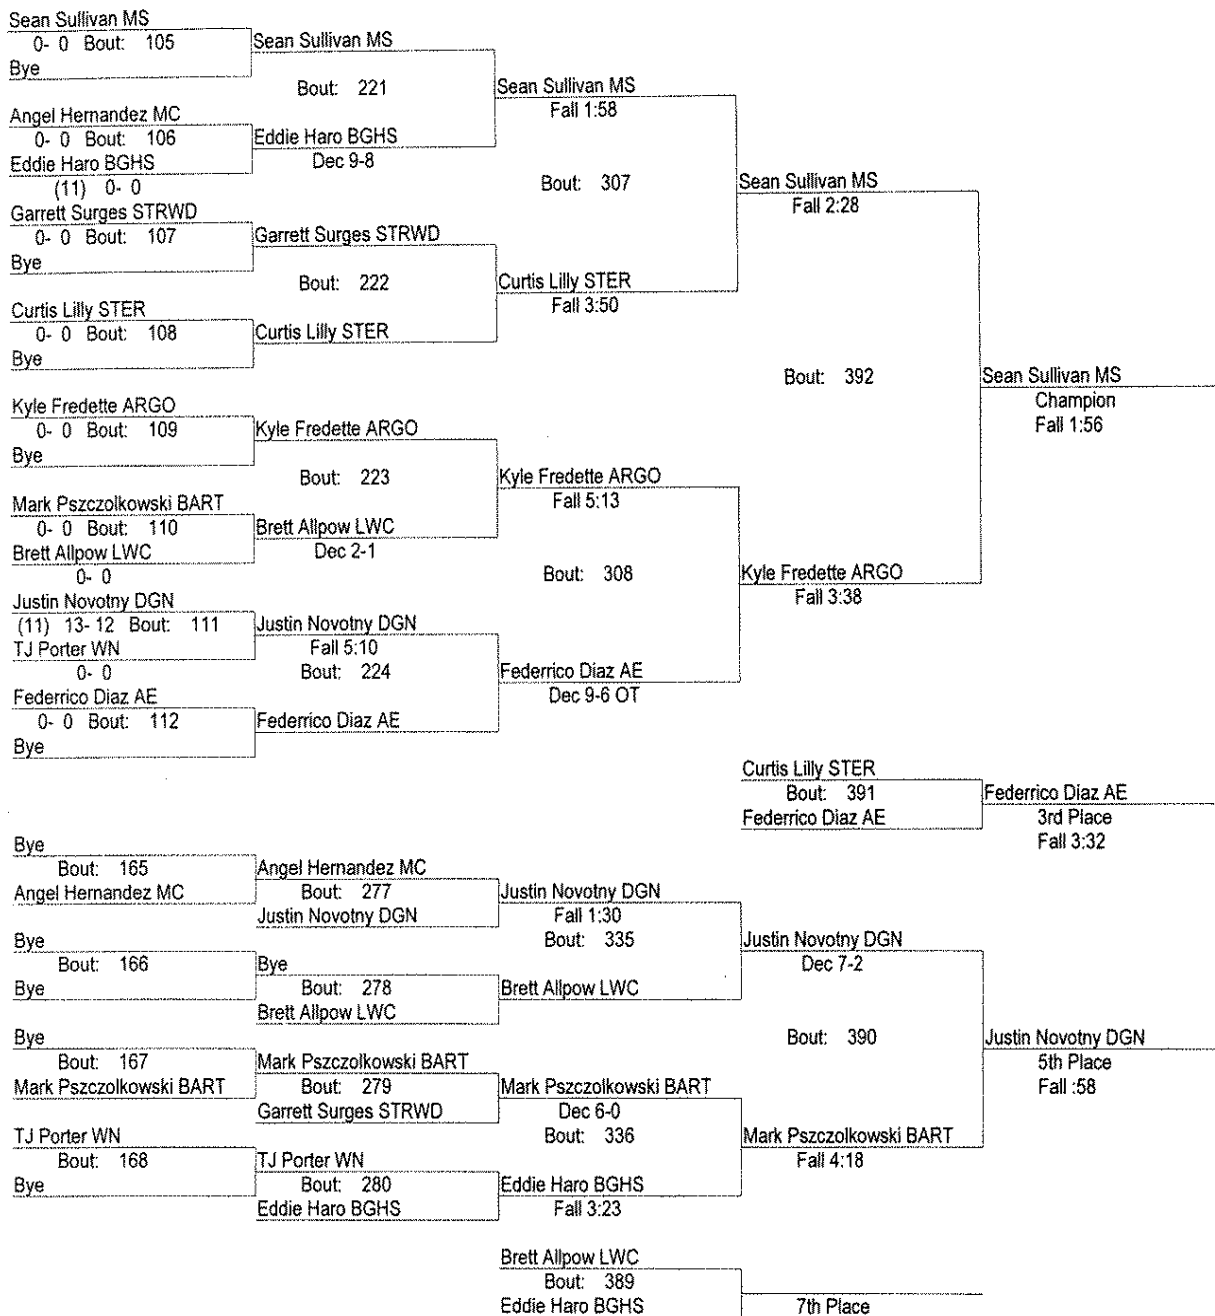 Sean Sullivan MS
0- 0 Bout: 105
Bye
Sean Sullivan MS
Bout: 221
Angel Hernandez MC
0- 0 Bout: 106
Eddie Haro BGHS
(11) 0- 0
Eddie Haro BGHS
Dec 9-8
Sean Sullivan MS
Fall 1:58
Bout: 307
Garrett Surges STRWD
0- 0 Bout: 107
Bye
Garrett Surges STRWD
Bout: 222
Curtis Lilly STER
0- 0 Bout: 108
Bye
Curtis Lilly STER
Curtis Lilly STER
Fall 3:50
Sean Sullivan MS
Fall 2:28
Bout: 392
Sean Sullivan MS
Champion
Fall 1:56
Kyle Fredette ARGO
0- 0 Bout: 109
Bye
Kyle Fredette ARGO
Bout: 223
Mark Pszczolkowski BART
0- 0 Bout: 110
Brett Allpow LWC
0- 0
Brett Allpow LWC
Dec 2-1
Kyle Fredette ARGO
Fall 5:13
Bout: 308
Justin Novotny DGN
(11) 13- 12 Bout: 111
TJ Porter WN
0- 0
Justin Novotny DGN
Fall 5:10
Bout: 224
Federrico Diaz AE
0- 0 Bout: 112
Bye
Federrico Diaz AE
Federrico Diaz AE
Dec 9-6 OT
Kyle Fredette ARGO
Fall 3:38
Curtis Lilly STER
Bout: 391
Federrico Diaz AE
Federrico Diaz AE
3rd Place
Fall 3:32
Bye
Bout: 165
Angel Hernandez MC
Angel Hernandez MC
Bout: 277
Justin Novotny DGN
Justin Novotny DGN
Fall 1:30
Bout: 335
Bye
Bout: 166
Bye
Bye
Bout: 278
Brett Allpow LWC
Brett Allpow LWC
Justin Novotny DGN
Dec 7-2
Bout: 390
Bye
Bout: 167
Mark Pszczolkowski BART
Mark Pszczolkowski BART
Bout: 279
Garrett Surges STRWD
Mark Pszczolkowski BART
Dec 6-0
Bout: 336
TJ Porter WN
Bout: 168
Bye
TJ Porter WN
Bout: 280
Eddie Haro BGHS
Eddie Haro BGHS
Fall 3:23
Mark Pszczolkowski BART
Fall 4:18
Justin Novotny DGN
5th Place
Fall :58
Brett Allpow LWC
Bout: 389
Eddie Haro BGHS
7th Place